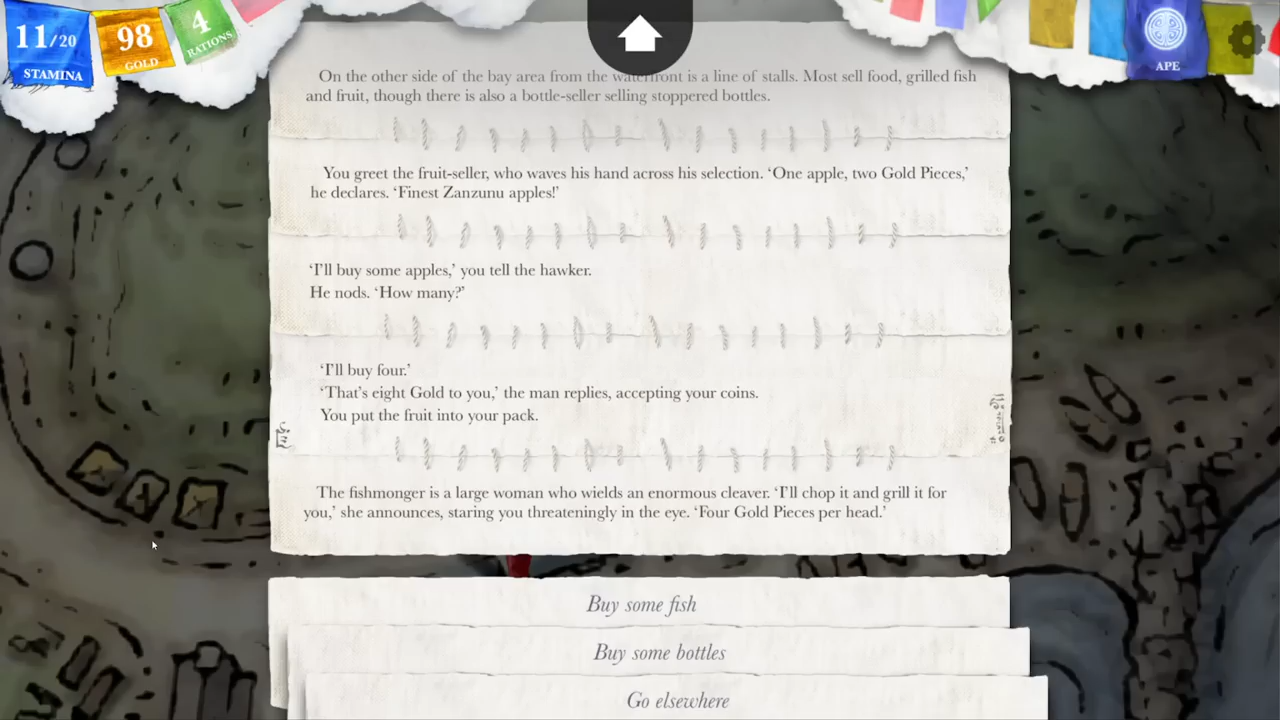 11/20
STAMINA
98
GOLD
4
RATIONS
APE
On the other side of the bay area from the waterfront is a line of stalls. Most sell food, grilled fish
and fruit, though there is also a bottle-seller selling stoppered bottles.
You greet the fruit-seller, who waves his hand across his selection. ‘One apple, two Gold Pieces,’
he declares. ‘Finest Zanzunu apples!’
‘I’ll buy some apples,’ you tell the hawker.
He nods. ‘How many?’
‘I’ll buy four.’
‘That’s eight Gold to you,’ the man replies, accepting your coins.
You put the fruit into your pack.
The fishmonger is a large woman who wields an enormous cleaver. ‘I’ll chop it and grill it for
you,’ she announces, staring you threateningly in the eye. ‘Four Gold Pieces per head.’
Buy some fish
Buy some bottles
Go elsewhere